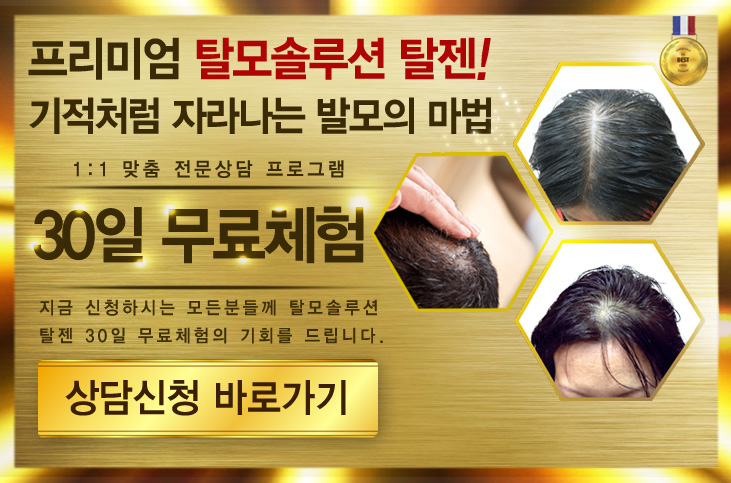 프리미엄 탈모솔루션 탈젠!
기적처럼 자라나는 발모의 마법
1:1 맞춤 전문상담 프로그램
30일 무료체험
지금 신청하시는 모든분들께 탈모솔루션
탈젠 30일 무료체험의 기회를 드립니다.
상담신청 바로가기
BEST